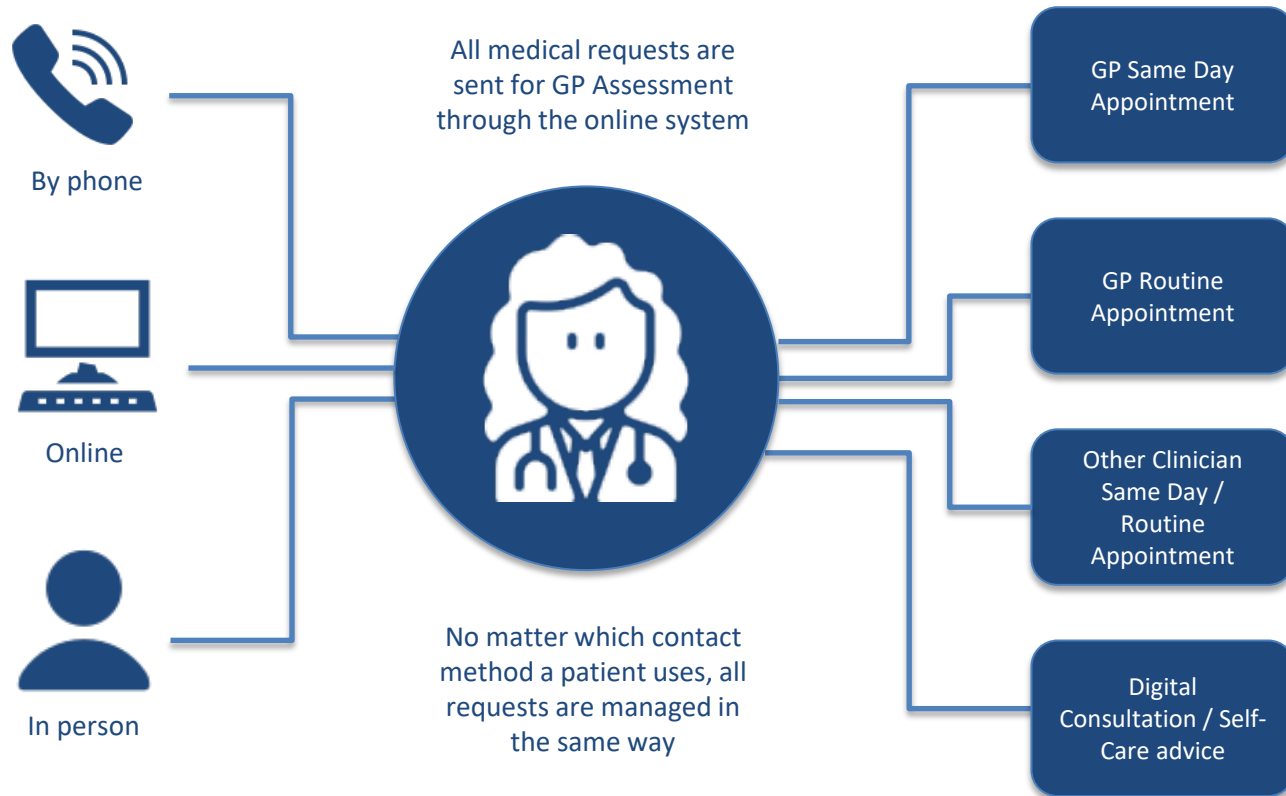 By phone
Online
In person
All medical requests are
sent for GP Assessment
through the online system
No matter which contact
method a patient uses, all
requests are managed in
the same way
GP Same Day
Appointment
GP Routine
Appointment
Other Clinician
Same Day /
Routine
Appointment
Digital
Consultation / Self-
Care advice